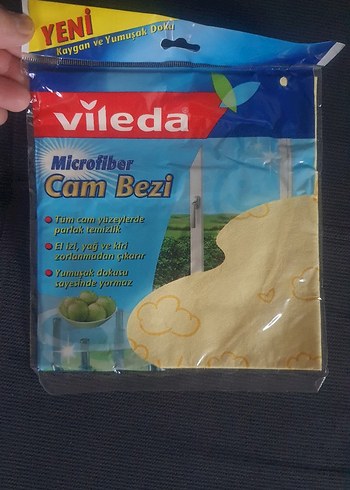 YENİ
Kaygan ve Yumuşak Doku
vileda
Microfiber
Cam Bezi
Tüm cam yüzeylerde
parlak temizlik
El izi, yağ ve kiri
zorlanmadan çıkarır
Yumuşak dokusu
sayesinde yormaz